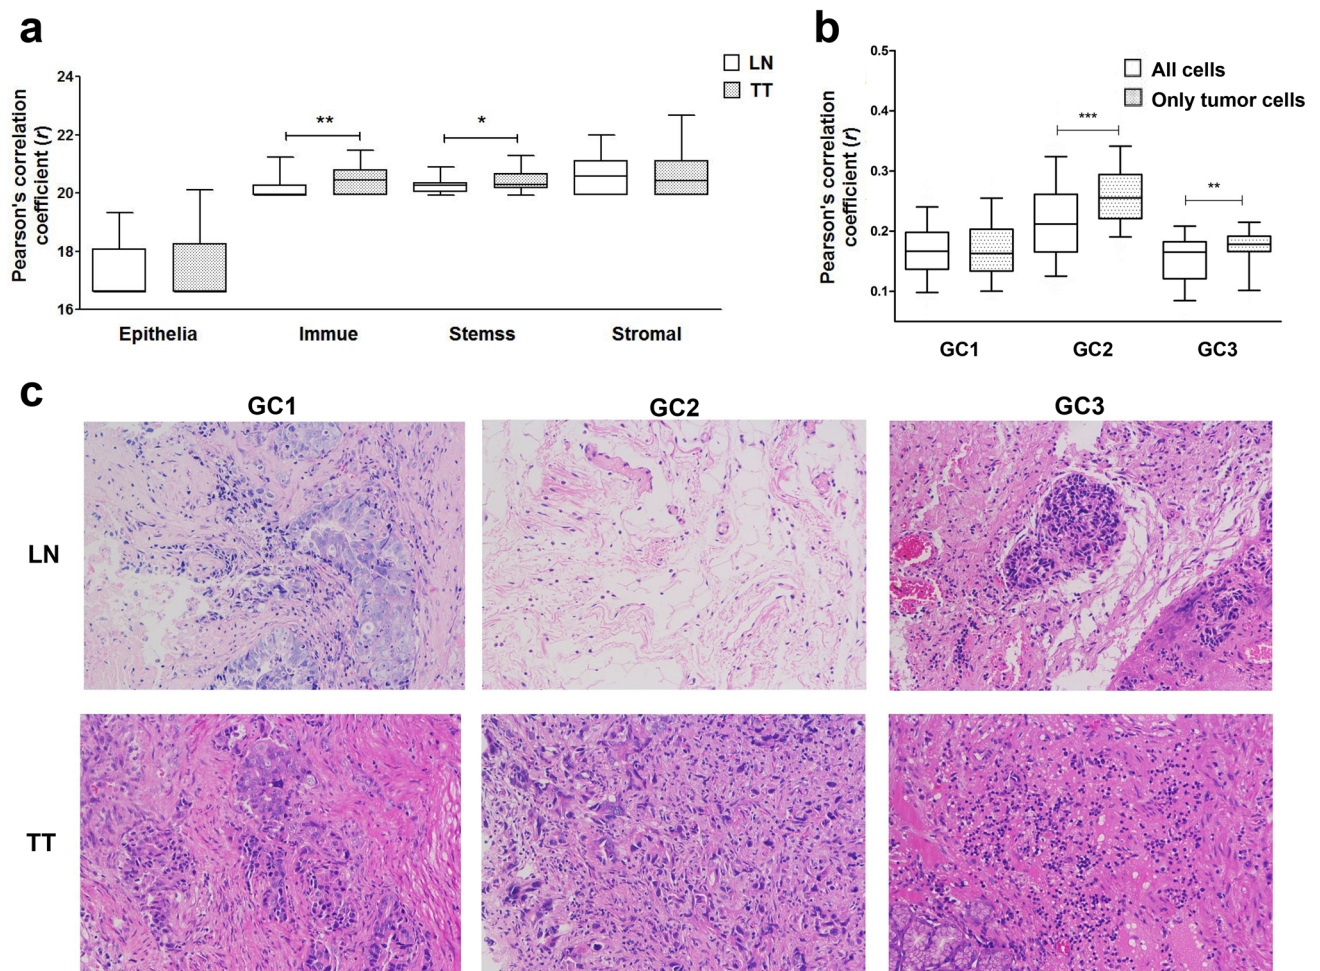 a
LN
TT
Pearson's correlation
coefficient (r)
24
22
20
18
16
**
*
Epithelia
Immue
Stemss
Stromal
b
All cells
Only tumor cells
Pearson's correlation
coefficient (r)
0.5
0.4
0.3
0.2
0.1
***
**
GC1
GC2
GC3
c
GC1
GC2
GC3
LN
TT